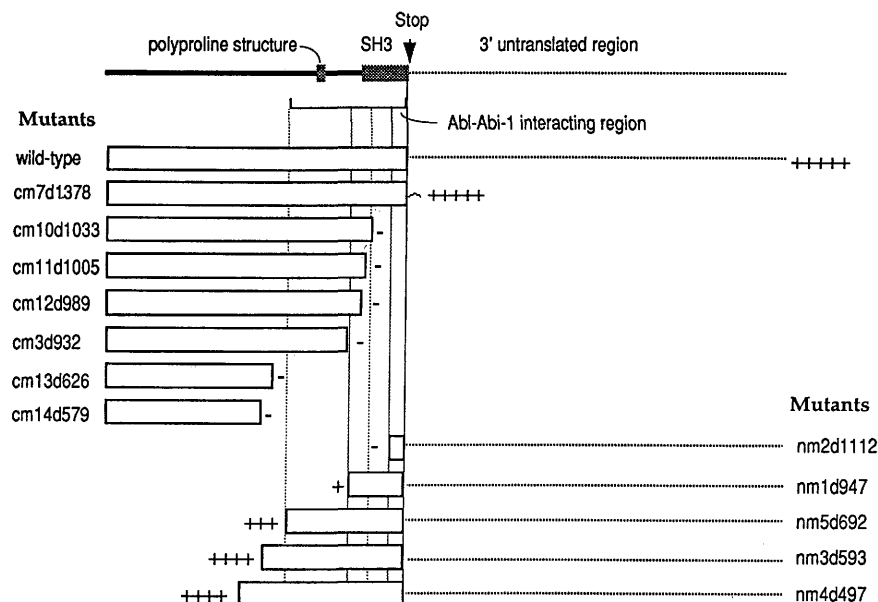 Stop
polyproline structure
SH3
3' untranslated region
Mutants
Abl-Abi-1 interacting region
wild-type
+++++
cm7d1378
+++++
cm10d1033 -
cm11d1005 -
cm12d989 -
cm3d932 -
cm13d626 -
cm14d579 -
Mutants
- nm2d1112
+ nm1d947
+++ nm5d692
++++ nm3d593
++++ nm4d497